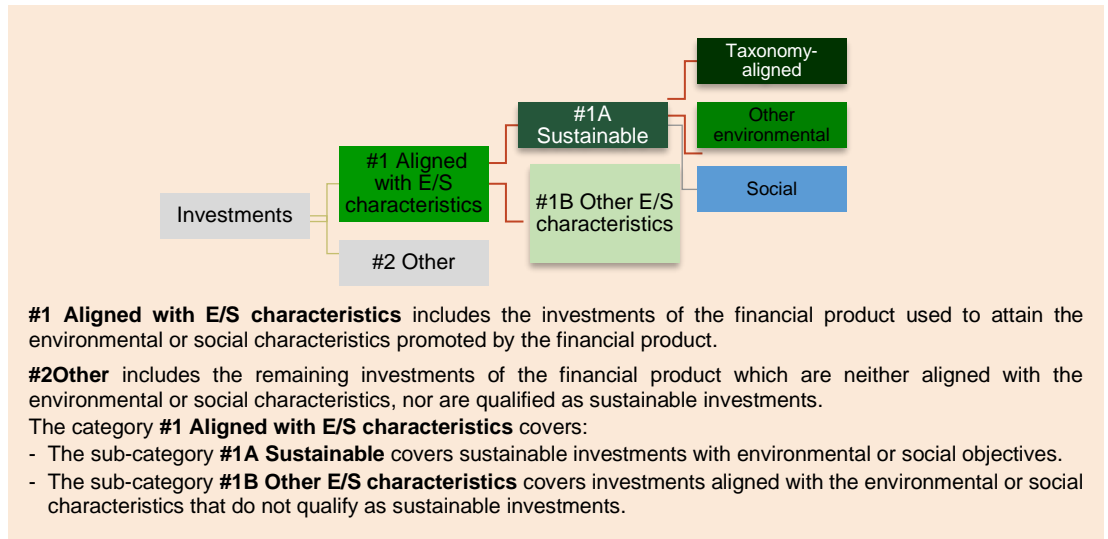 Taxonomy-
aligned
#1A
Sustainable
Other
environmental
#1 Aligned
with E/S
characteristics
Social
#1B Other E/S
characteristics
Investments
#2 Other
#1 Aligned with E/S characteristics includes the investments of the financial product used to attain the
environmental or social characteristics promoted by the financial product.
#2Other includes the remaining investments of the financial product which are neither aligned with the
environmental or social characteristics, nor are qualified as sustainable investments.
The category #1 Aligned with E/S characteristics covers:
- The sub-category #1A Sustainable covers sustainable investments with environmental or social objectives.
- The sub-category #1B Other E/S characteristics covers investments aligned with the environmental or social
characteristics that do not qualify as sustainable investments.